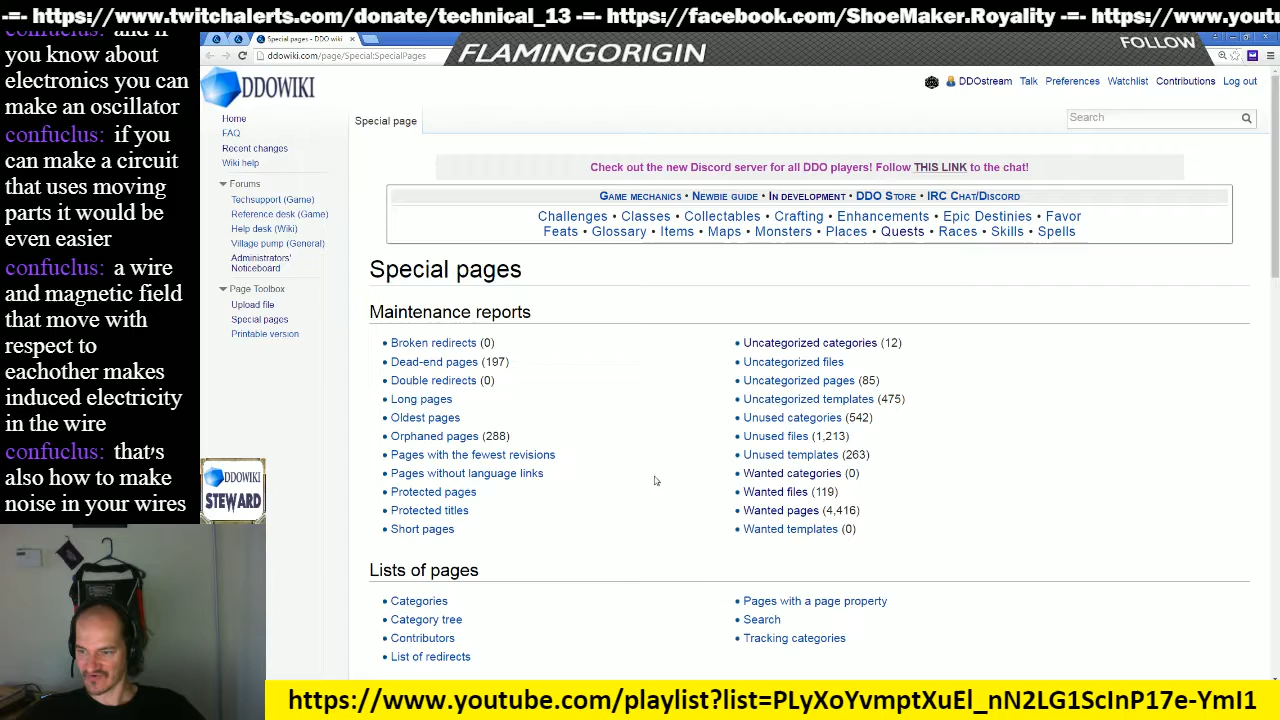 -=- https://www.twitchalerts.com/donate/technical_13 -=- https://facebook.com/ShoeMaker.Royality -=- https://www.yout
confuclus: and if
you know about
electronics you can
make an oscillator
confuclus: if you
can make a circuit
that uses moving
parts it would be
even easier
confuclus: a wire
and magnetic field
that move with
respect to
eachother makes
induced electricity
in the wire
confuclus: that's
also how to make
noise in your wires
Special pages - DDO wiki
ddowiki.com/page/Special:SpecialPages
FLAMINGORIGIN
FOLLOW
DDOWIKI
DDOstream Talk Preferences Watchlist Contributions Log out
Home
FAQ
Recent changes
Wiki help
Forums
Techsupport (Game)
Reference desk (Game)
Help desk (Wiki)
Village pump (General)
Administrators'
Noticeboard
Page Toolbox
Upload file
Special pages
Printable version
DDOWIKI
STEWARD
Special page
Search
Check out the new Discord server for all DDO players! Follow THIS LINK to the chat!
Game mechanics • Newbie guide • In development • DDO Store • IRC Chat/Discord
Challenges • Classes • Collectables • Crafting • Enhancements • Epic Destinies • Favor
Feats • Glossary • Items • Maps • Monsters • Places • Quests • Races • Skills • Spells
Special pages
Maintenance reports
• Broken redirects (0)
• Dead-end pages (197)
• Double redirects (0)
• Long pages
• Oldest pages
• Orphaned pages (288)
• Pages with the fewest revisions
• Pages without language links
• Protected pages
• Protected titles
• Short pages
• Uncategorized categories (12)
• Uncategorized files
• Uncategorized pages (85)
• Uncategorized templates (475)
• Unused categories (542)
• Unused files (1,213)
• Unused templates (263)
• Wanted categories (0)
• Wanted files (119)
• Wanted pages (4,416)
• Wanted templates (0)
Lists of pages
• Categories
• Category tree
• Contributors
• List of redirects
• Pages with a page property
• Search
• Tracking categories
https://www.youtube.com/playlist?list=PLyXoYvmptXuEl_nN2LG1ScInP17e-YmI1